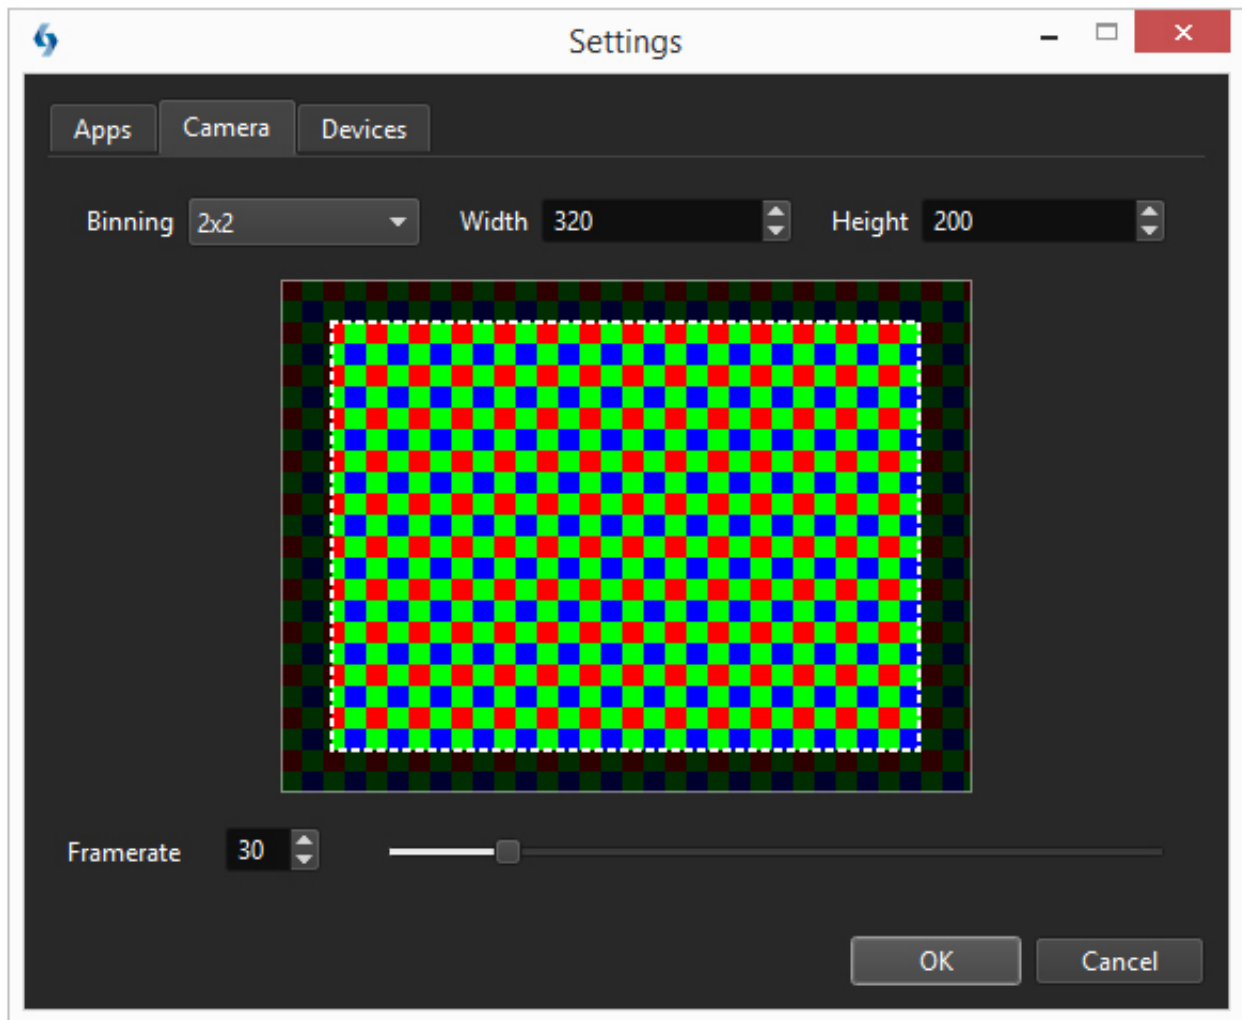 Settings
Apps Camera Devices
Binning 2x2 Width 320 Height 200
Framerate 30
OK Cancel